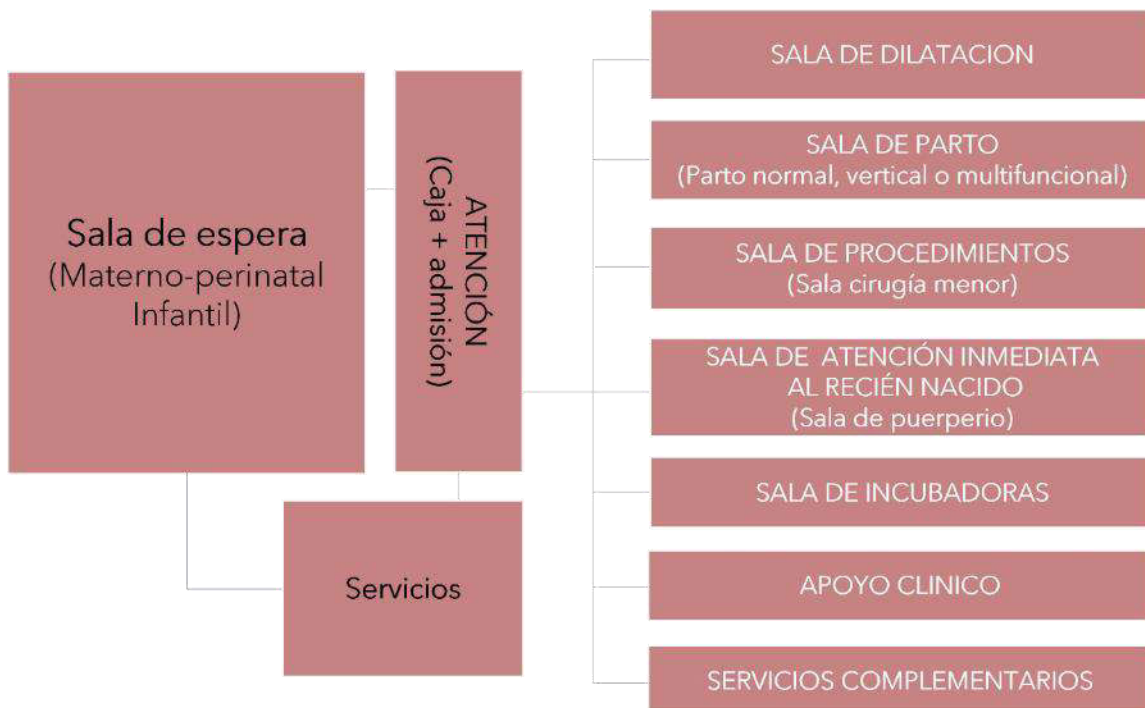 Sala de espera
(Materno-perinatal
Infantil)
ATENCIÓN
(Caja + admisión)
Servicios
SALA DE DILATACION
SALA DE PARTO
(Parto normal, vertical o multifuncional)
SALA DE PROCEDIMIENTOS
(Sala cirugía menor)
SALA DE ATENCIÓN INMEDIATA
AL RECIÉN NACIDO
(Sala de puerperio)
SALA DE INCUBADORAS
APOYO CLINICO
SERVICIOS COMPLEMENTARIOS